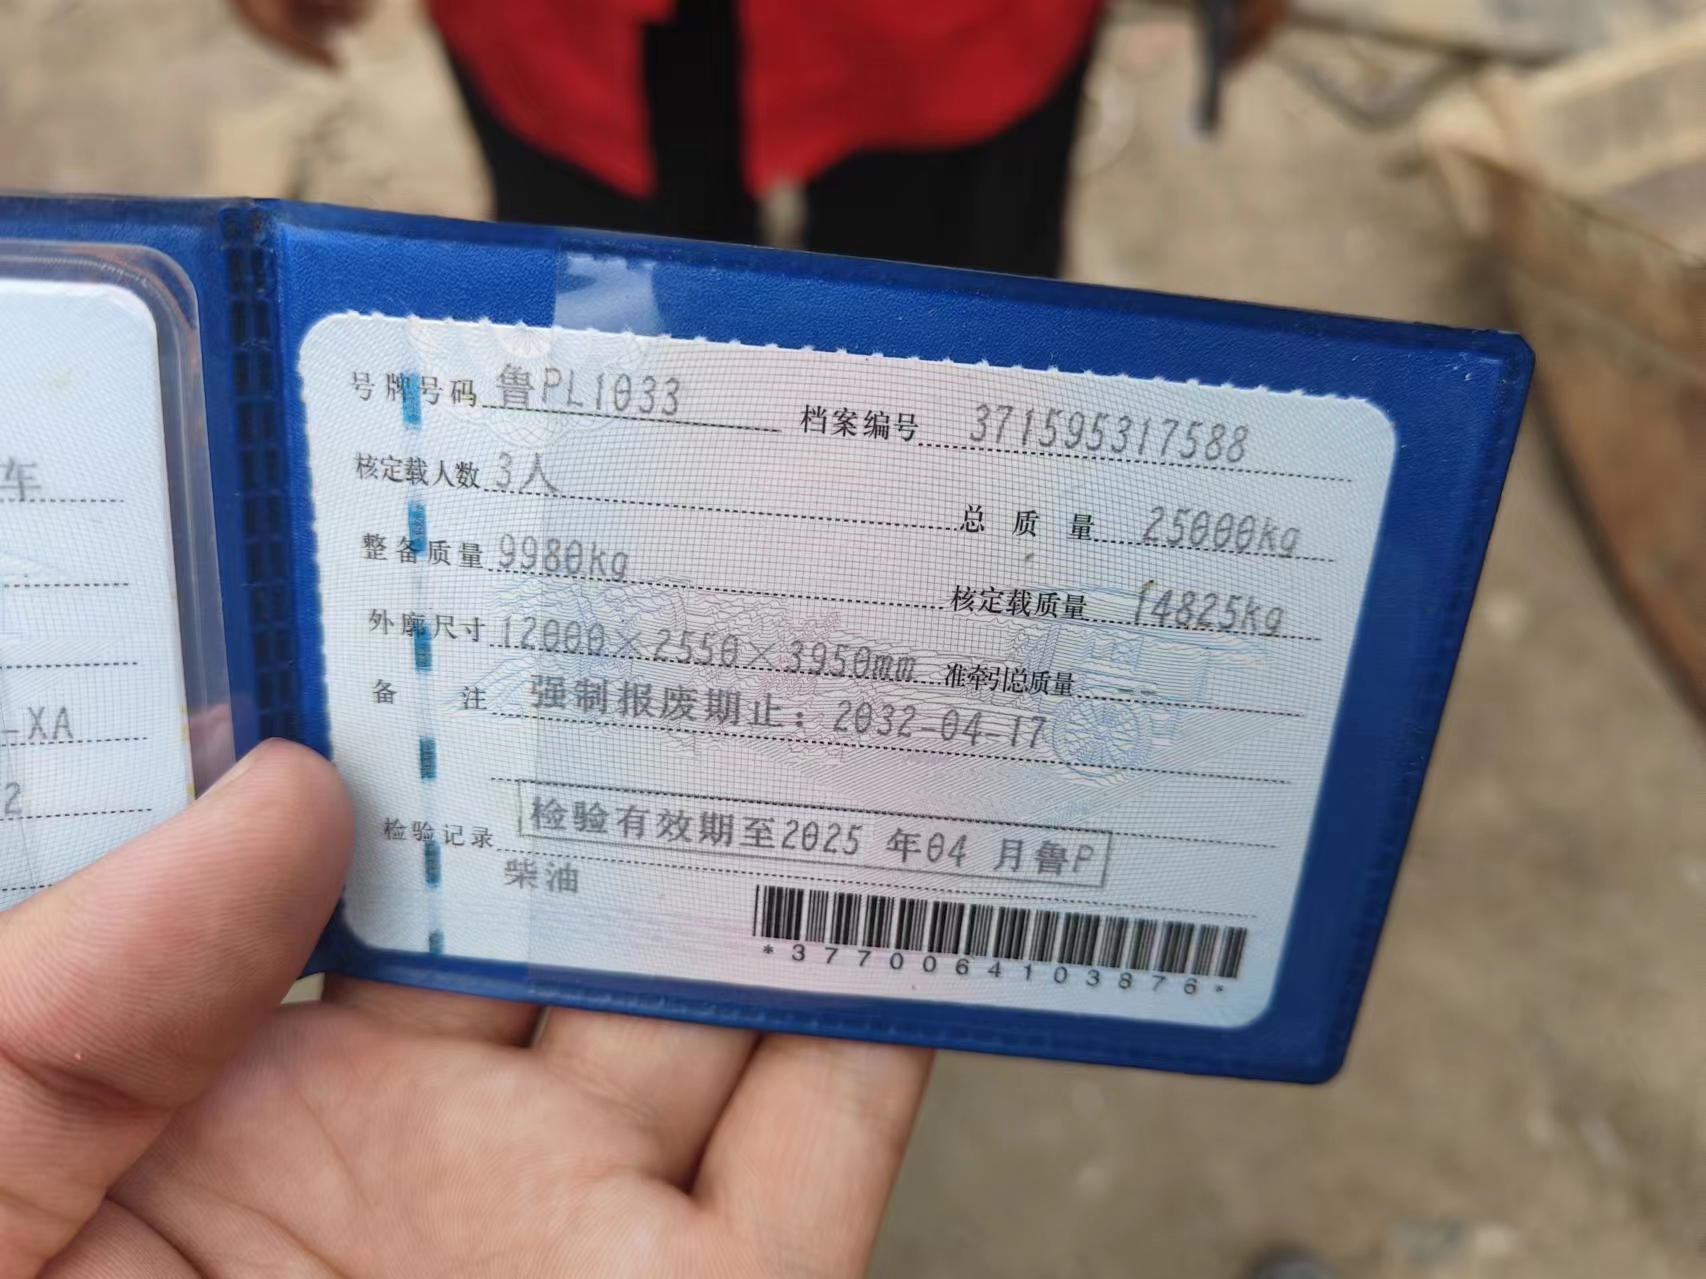 号牌号码 鲁PL1033 档案编号 371595317588
核定载人数 3人 总质量 25000kg
整备质量 9980kg 核定载质量 14825kg
外廓尺寸 12000×2550×3950mm 准牵引总质量 --
备注 强制报废期止：2032-04-17
检验记录 检验有效期至2025 年04 月鲁P
柴油
*3770064103876*
车
XA
2